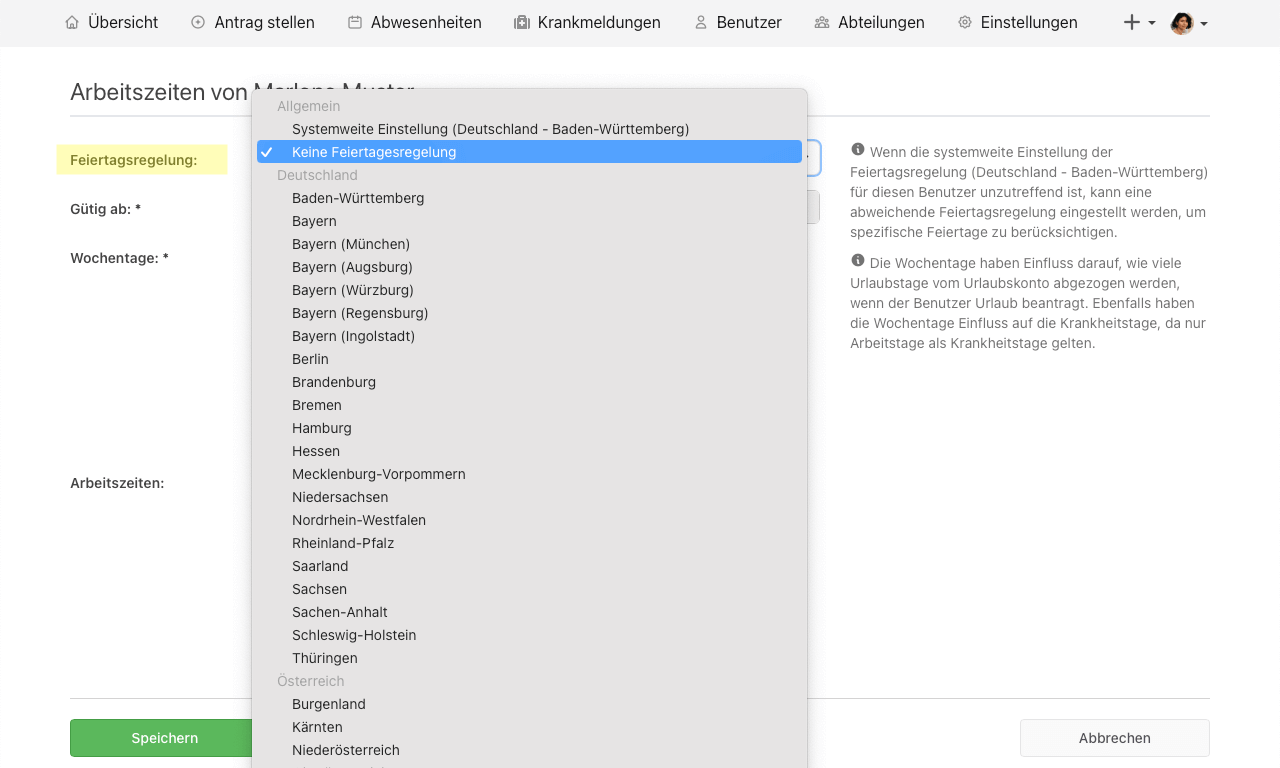 Übersicht
Antrag stellen
Abwesenheiten
Krankmeldungen
Benutzer
Abteilungen
Einstellungen
Arbeitszeiten von Marlene Muster
Allgemein
Systemweite Einstellung (Deutschland - Baden-Württemberg)
Keine Feiertagesregelung
Deutschland
Baden-Württemberg
Bayern
Bayern (München)
Bayern (Augsburg)
Bayern (Würzburg)
Bayern (Regensburg)
Bayern (Ingolstadt)
Berlin
Brandenburg
Bremen
Hamburg
Hessen
Mecklenburg-Vorpommern
Niedersachsen
Nordrhein-Westfalen
Rheinland-Pfalz
Saarland
Sachsen
Sachen-Anhalt
Schleswig-Holstein
Thüringen
Österreich
Burgenland
Kärnten
Niederösterreich
Feiertagsregelung:
Gütig ab: *
Wochentage: *
Arbeitszeiten:
Wenn die systemweite Einstellung der
Feiertagsregelung (Deutschland - Baden-Württemberg)
für diesen Benutzer unzutreffend ist, kann eine
abweichende Feiertagsregelung eingestellt werden, um
spezifische Feiertage zu berücksichtigen.
Die Wochentage haben Einfluss darauf, wie viele
Urlaubstage vom Urlaubskonto abgezogen werden,
wenn der Benutzer Urlaub beantragt. Ebenfalls haben
die Wochentage Einfluss auf die Krankheitstage, da nur
Arbeitstage als Krankheitstage gelten.
Speichern
Abbrechen